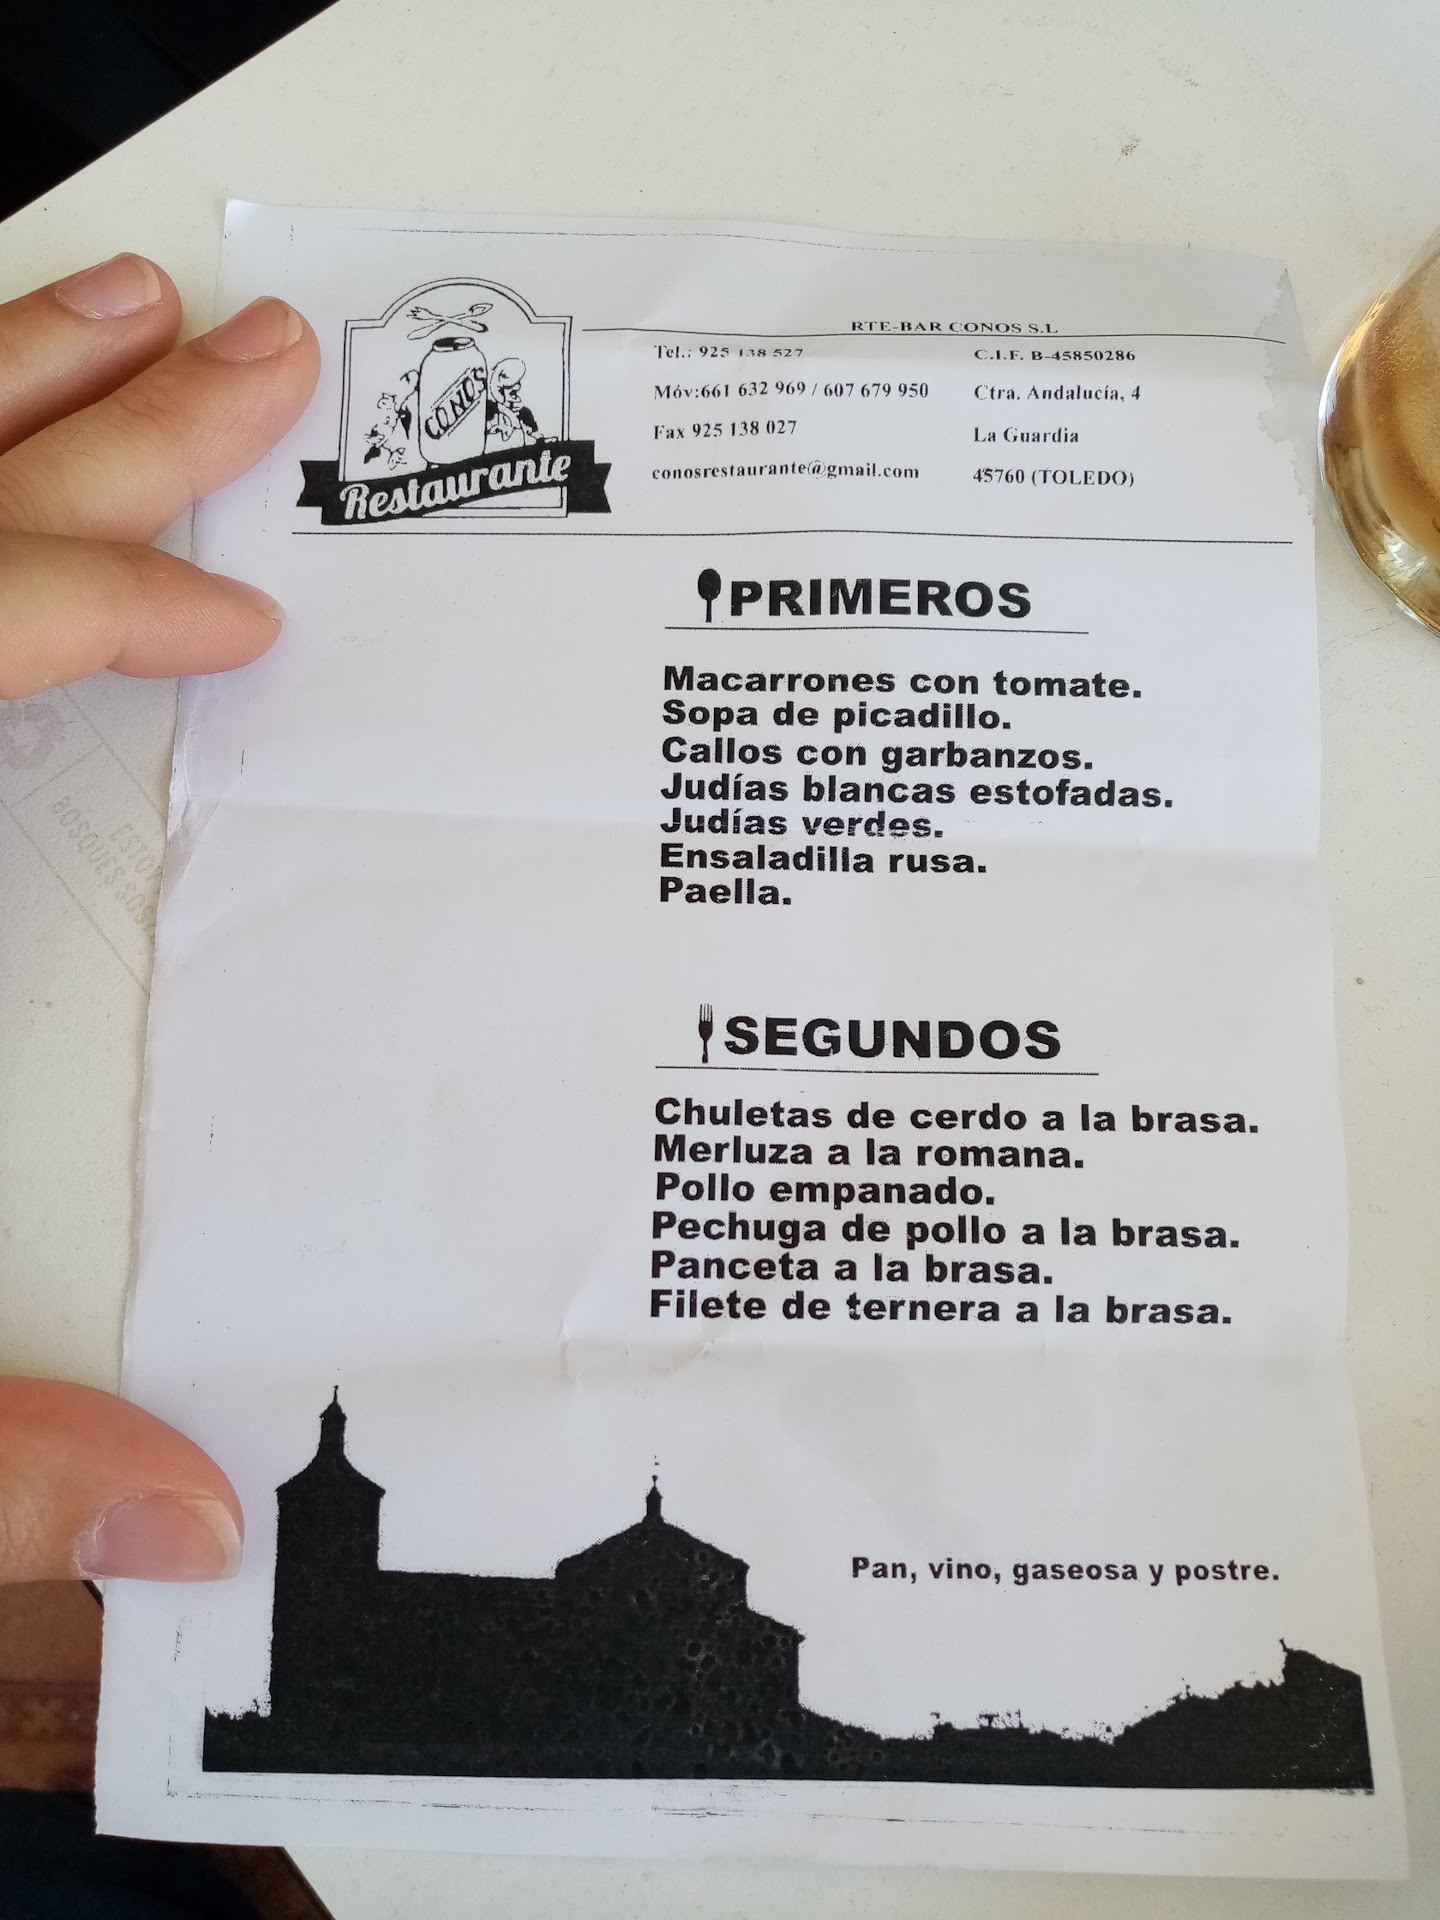 CONO'S
Restaurante
RTE-BAR CONOS S.L
Tel.: 925 138 527
C.I.F. B-45850286
Móv:661 632 969 / 607 679 950
Ctra. Andalucía, 4
Fax 925 138 027
La Guardia
conosrestaurante@gmail.com
45760 (TOLEDO)
PRIMEROS
Macarrones con tomate.
Sopa de picadillo.
Callos con garbanzos.
Judías blancas estofadas.
Judías verdes.
Ensaladilla rusa.
Paella.
SEGUNDOS
Chuletas de cerdo a la brasa.
Merluza a la romana.
Pollo empanado.
Pechuga de pollo a la brasa.
Panceta a la brasa.
Filete de ternera a la brasa.
Pan, vino, gaseosa y postre.
BOSQUES